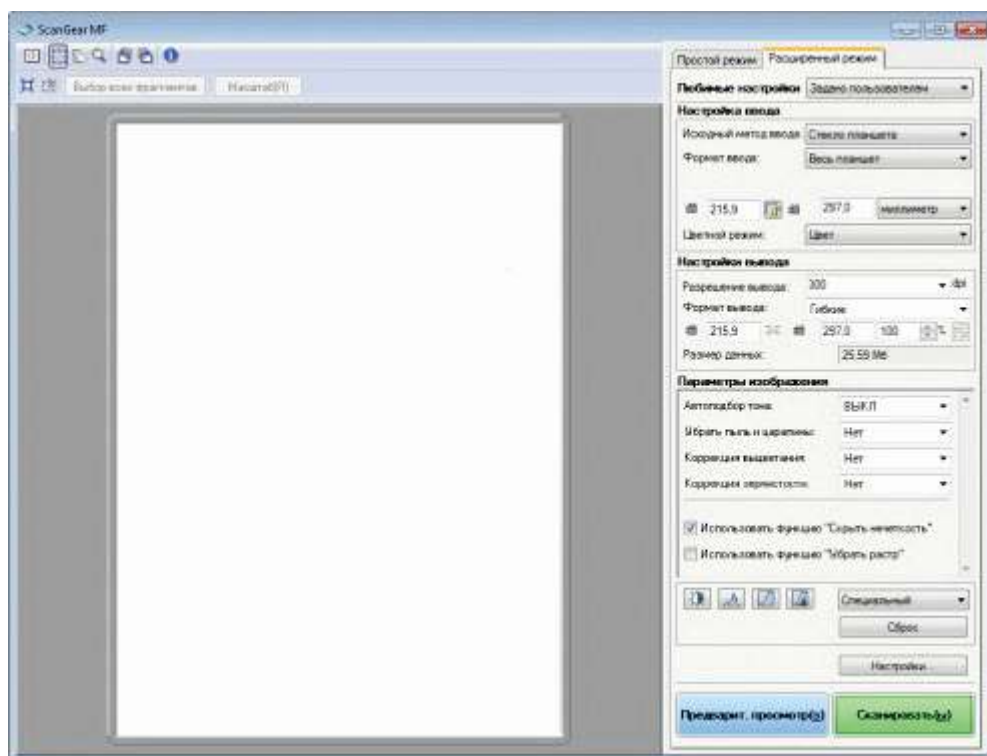 ScanGear MF
Выбор всех фрагментов Масштаб(Й)
Простой режим Расширенный режим
Любимые настройки Задано пользователем
Настройка ввода
Исходный метод ввода Стекло планшета
Формат ввода: Весь планшет
215,9 297,0 миллиметр
Цветной режим: Цвет
Настройки вывода
Разрешение вывода: 300 dpi
Формат вывода: Гибкие
215,9 297,0 100 %
Размер данных: 25,59 Мб
Параметры изображения
Автоподбор тона: ВЫКЛ
Убрать пыль и царапины: Нет
Коррекция выцветания: Нет
Коррекция зернистости: Нет
Использовать функцию "Скрыть нечеткость"
Использовать функцию "Убрать растр"
Специальный
Сброс
Настройки...
Предварит. просмотр(з) Сканировать(ы)